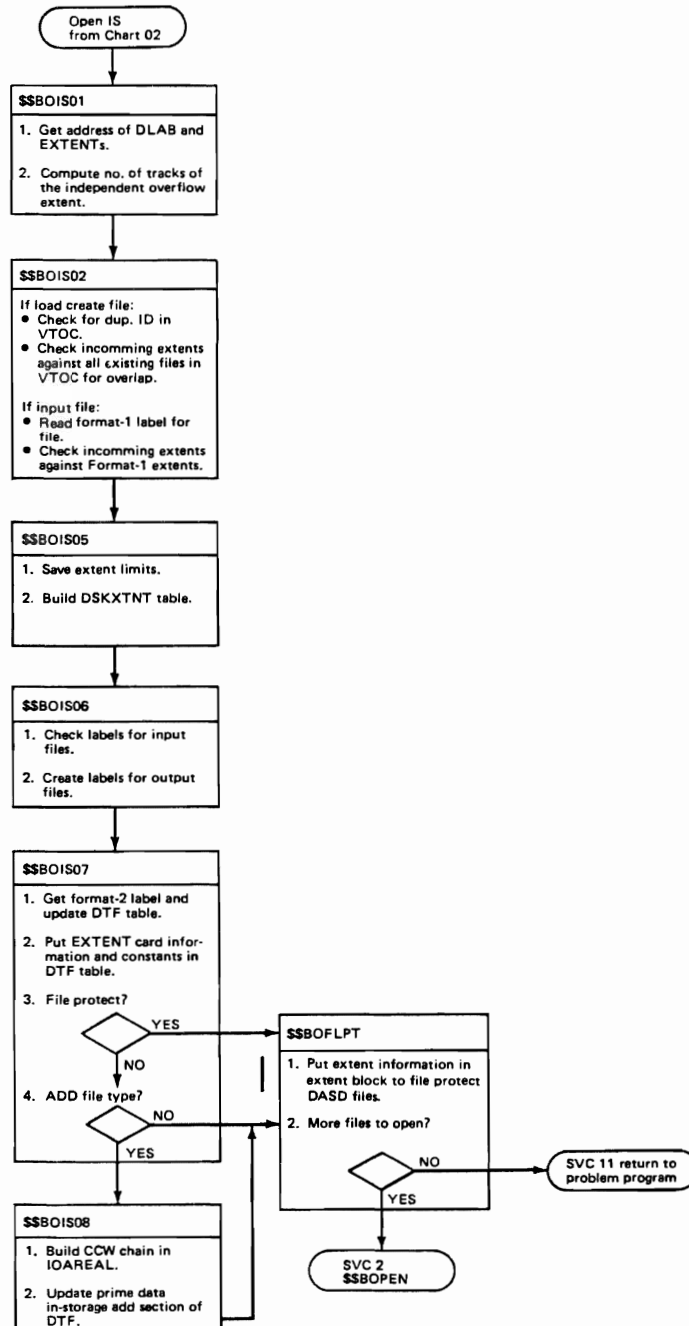 Open IS
from Chart 02
$$BOIS01
1. Get address of DLAB and
EXTENTs.
2. Compute no. of tracks of
the independent overflow
extent.
$$BOIS02
If load create file:
• Check for dup. ID in
VTOC.
• Check incomming extents
against all existing files in
VTOC for overlap.
If input file:
• Read format-1 label for
file.
• Check incomming extents
against Format-1 extents.
$$BOIS05
1. Save extent limits.
2. Build DSKXTNT table.
$$BOIS06
1. Check labels for input
files.
2. Create labels for output
files.
$$BOIS07
1. Get format-2 label and
update DTF table.
2. Put EXTENT card infor-
mation and constants in
DTF table.
3. File protect?
YES
NO
4. ADD file type?
NO
YES
$$BOFLPT
1. Put extent information in
extent block to file protect
DASD files.
2. More files to open?
NO
YES
SVC 11 return to
problem program
SVC 2
$$BOPEN
$$BOIS08
1. Build CCW chain in
IOAREAL.
2. Update prime data
in-storage add section of
DTF.